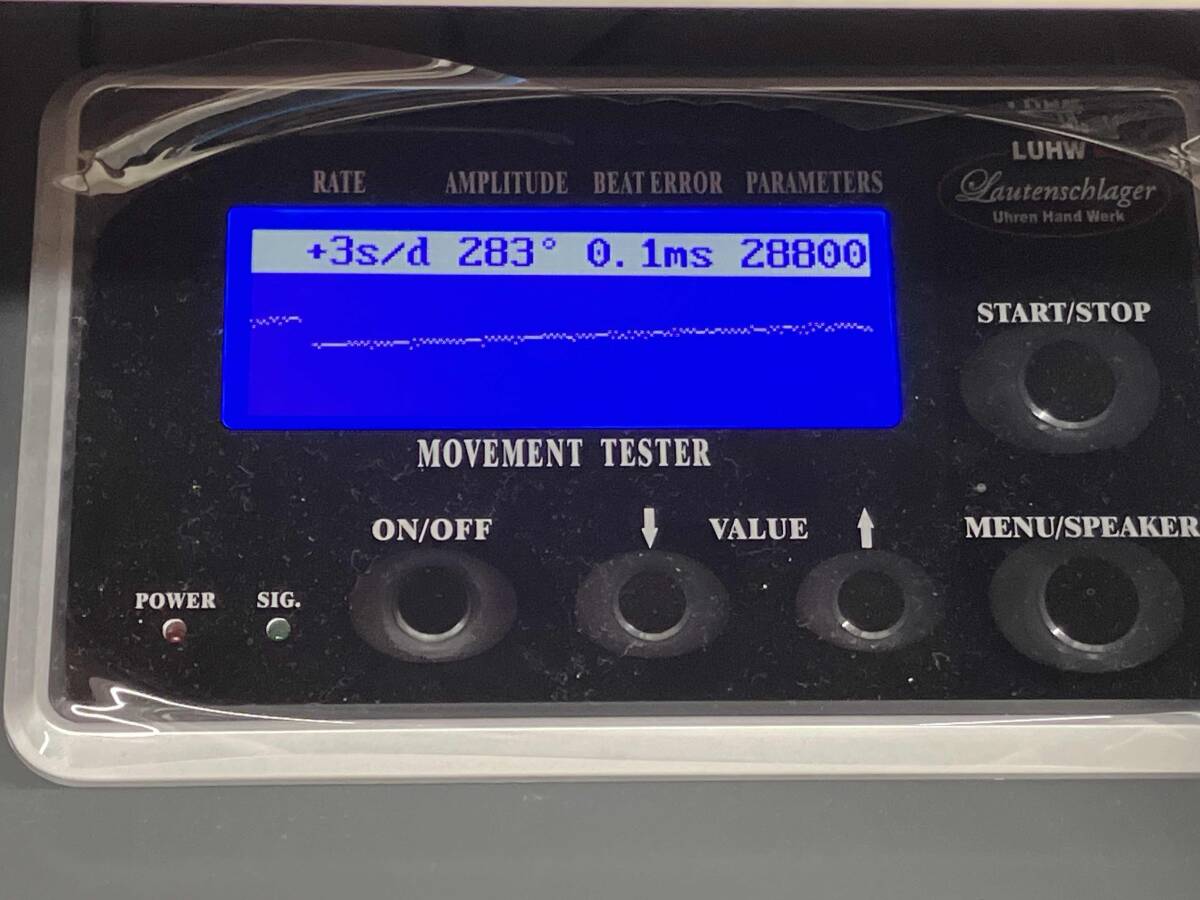 LUHW
Lautenschlager
Uhren Hand Werk
RATE AMPLITUDE BEAT ERROR PARAMETERS
+3s/d 283° 0.1ms 28800
START/STOP
MOVEMENT TESTER
ON/OFF
VALUE
MENU/SPEAKER
POWER
SIG.